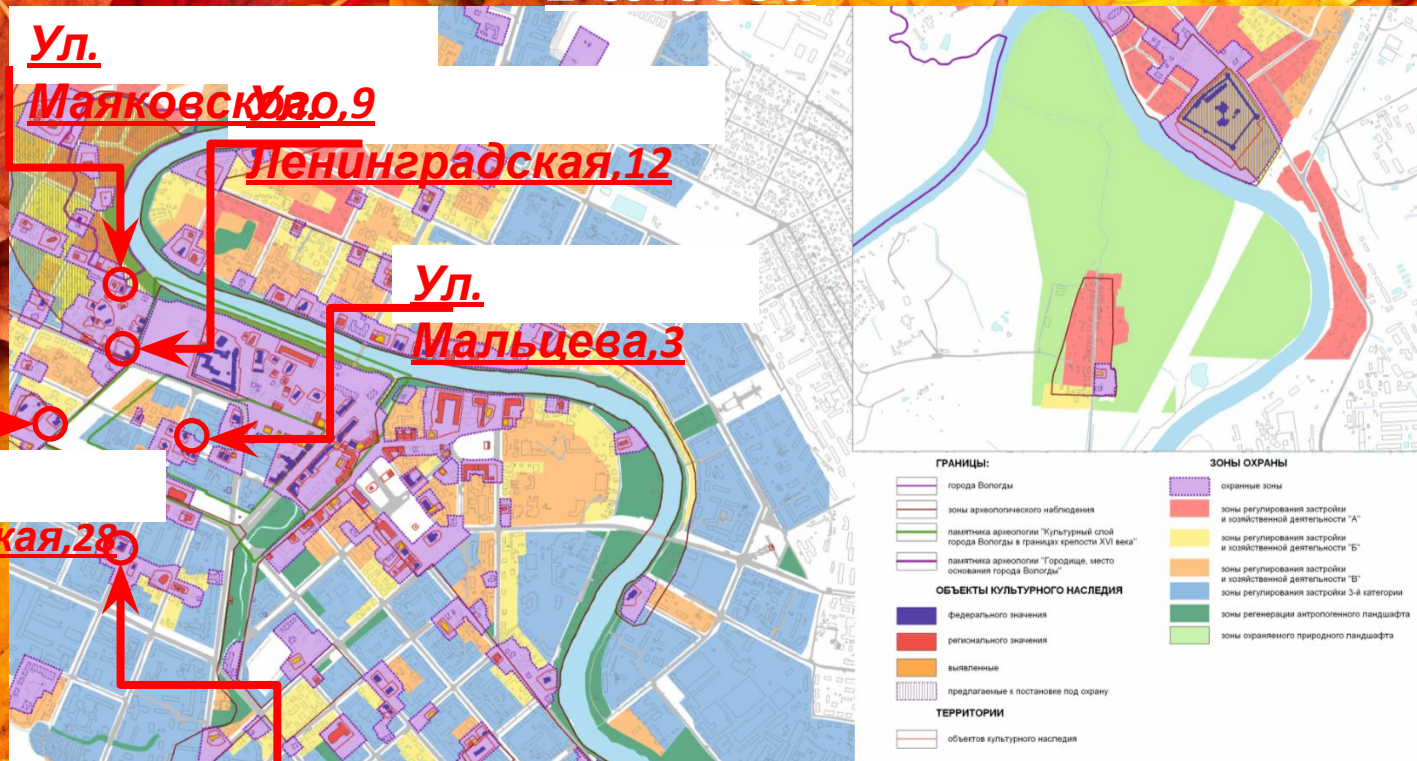 Ул.
Маяковского,9
Ул.
Ленинградская,12
Ул.
Мальцева,3
кая,28
ГРАНИЦЫ:
города Вологды
зоны археологического наблюдения
памятника археологии "Культурный слой
города Вологды в границах крепости XVI века"
памятника археологии "Городище, место
основания города Вологды"
ОБЪЕКТЫ КУЛЬТУРНОГО НАСЛЕДИЯ
федерального значения
регионального значения
выявленные
предлагаемые к постановке под охрану
ТЕРРИТОРИИ
объектов культурного наследия
ЗОНЫ ОХРАНЫ
охранные зоны
зоны регулирования застройки
и хозяйственной деятельности "А"
зоны регулирования застройки
и хозяйственной деятельности "Б"
зоны регулирования застройки
и хозяйственной деятельности "В"
зоны регулирования застройки 3-й категории
зоны регенерации антропогенного ландшафта
зоны охраняемого природного ландшафта